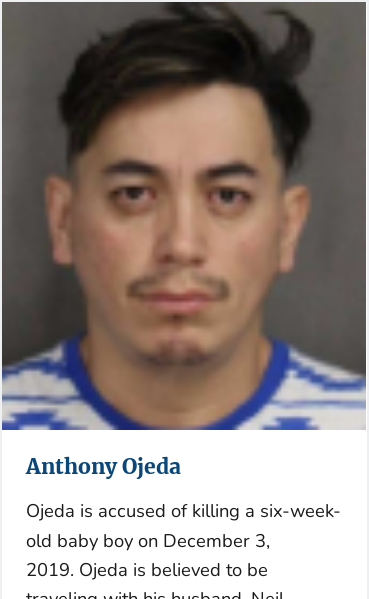 Anthony Ojeda
Ojeda is accused of killing a six-week-
old baby boy on December 3,
2019. Ojeda is believed to be
traveling with his husband, Neil